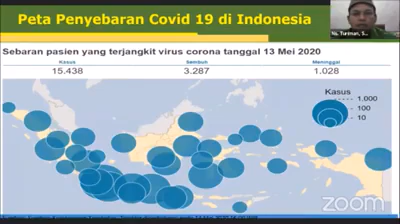 Peta Penyebaran Covid 19 di Indonesia
Sebaran pasien yang terjangkit virus corona tanggal 13 Mei 2020
Kasus Sembuh Meninggal
15.438 3.287 1.028
Kasus
1.000
100
10
zoom